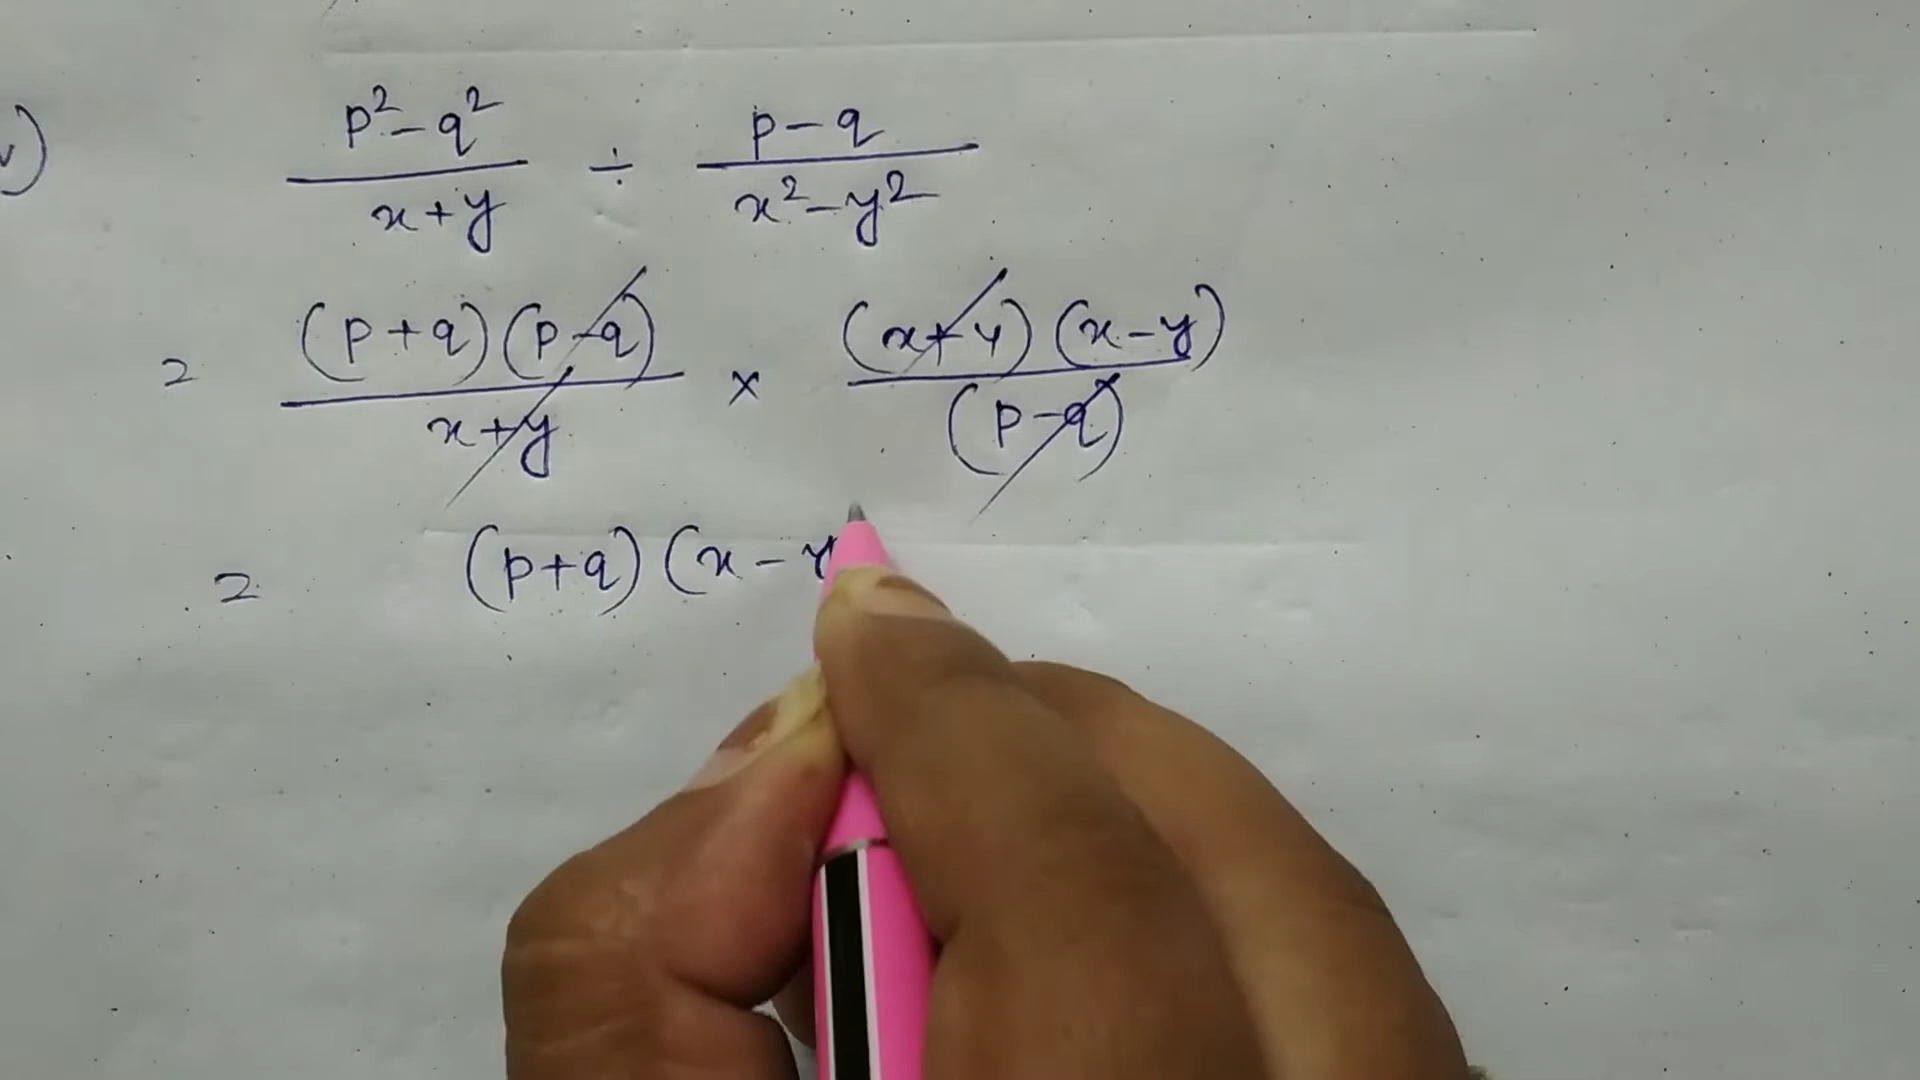 v) p²-q² / x+y ÷ p-q / x²-y²
= (p+q)(p-q) / x+y × (x+y)(x-y) / (p-q)
= (p+q)(x-y